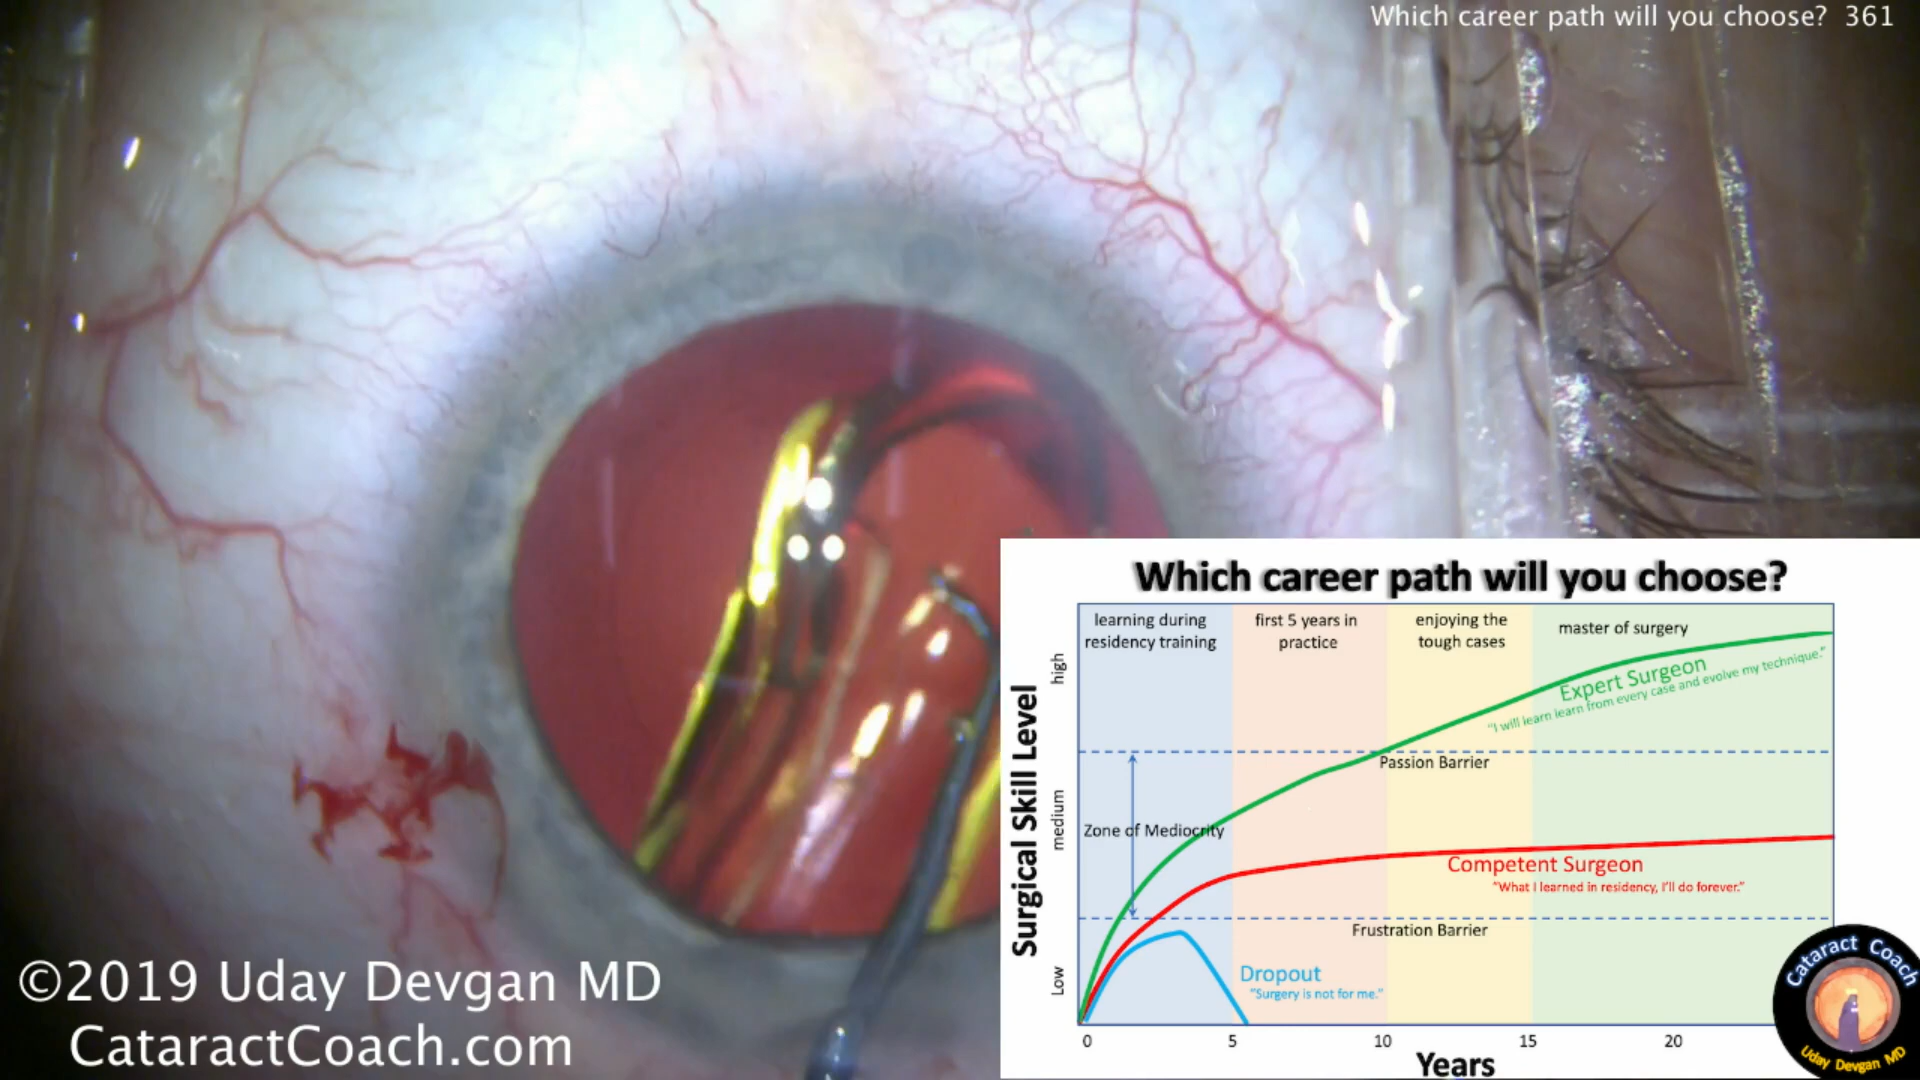 Which career path will you choose? 361
Which career path will you choose?
learning during
residency training
first 5 years in
practice
enjoying the
tough cases
master of surgery
Expert Surgeon
"I will learn learn from every case and evolve my technique."
Passion Barrier
Zone of Mediocrity
Competent Surgeon
"What I learned in residency, I'll do forever."
Frustration Barrier
Dropout
"Surgery is not for me."
Surgical Skill Level
high
medium
Low
0 5 10 15 20
Years
©2019 Uday Devgan MD
CataractCoach.com
Cataract Coach
Uday Devgan MD